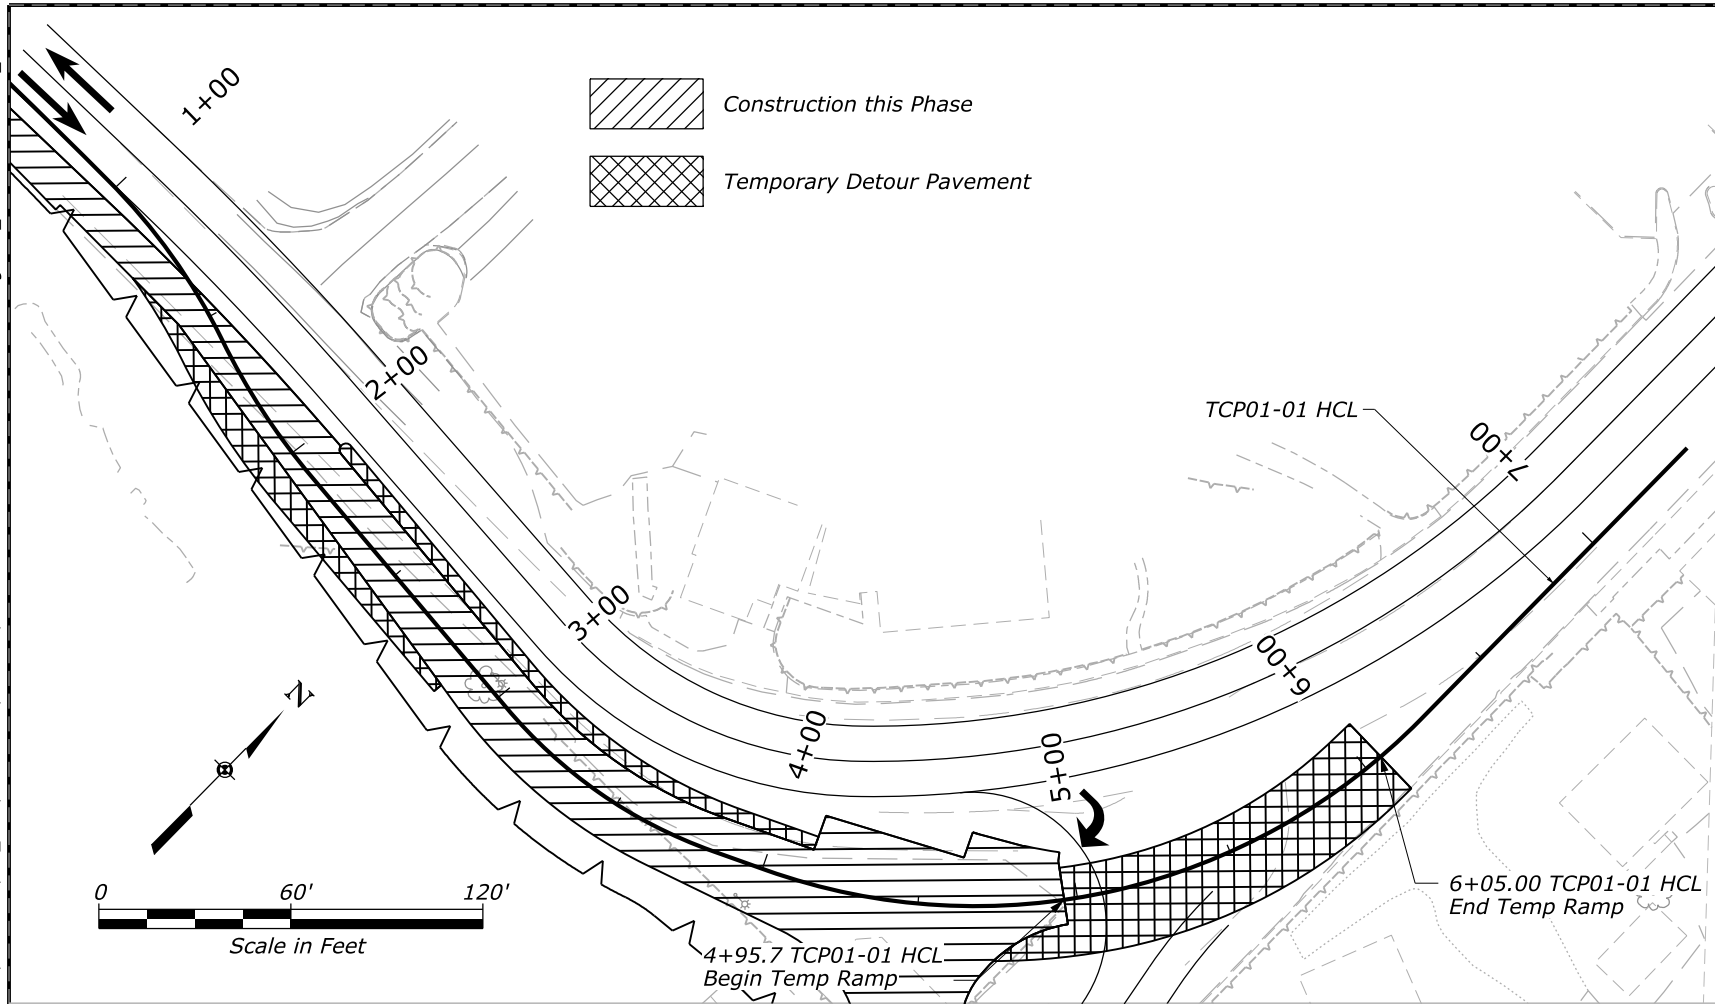 1+00
Construction this Phase
Temporary Detour Pavement
2+00
TCP01-01 HCL
7+00
3+00
6+00
N
4+00
5+00
0 60' 120'
Scale in Feet
6+05.00 TCP01-01 HCL
End Temp Ramp
4+95.7 TCP01-01 HCL
Begin Temp Ramp